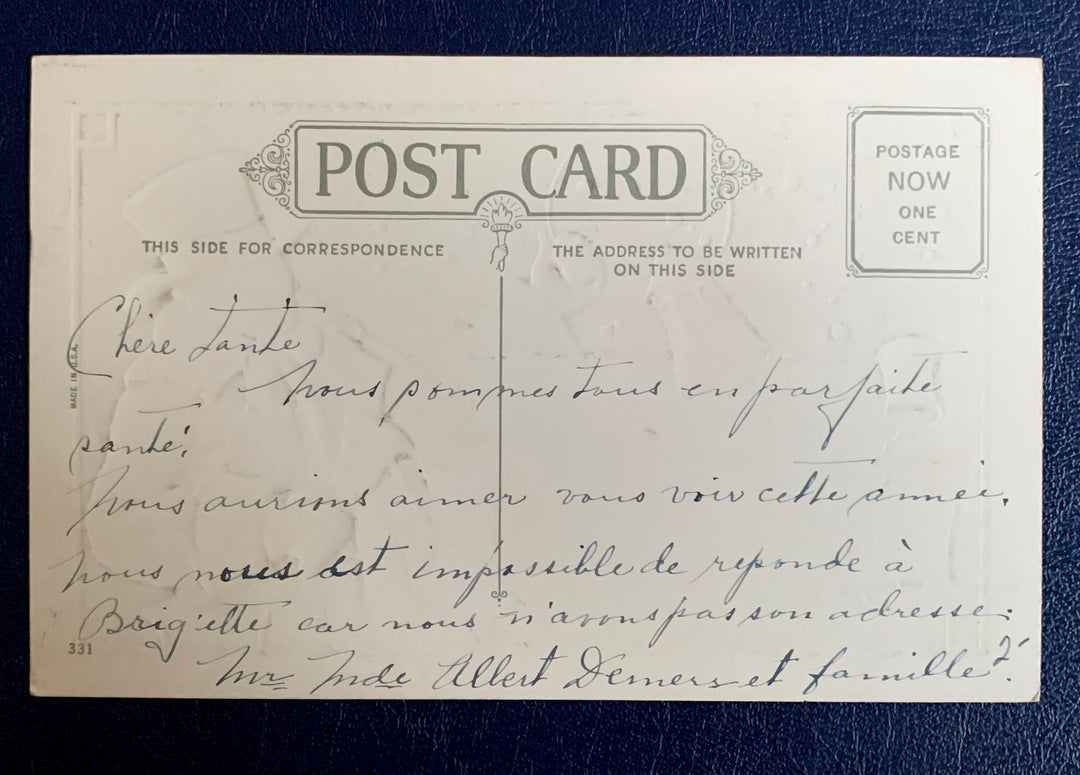 POST CARD
POSTAGE
NOW
ONE
CENT
THIS SIDE FOR CORRESPONDENCE
THE ADDRESS TO BE WRITTEN
ON THIS SIDE
MADE IN U.S.A.
Chère tante
Nous sommes tous en parfaite
santé.
Nous aurions aimer vous voir cette année.
Nous nous est impossible de reponde à
Brigitte car nous n'avons pas son adresse.
331
Mr Mde Albert Demers et famille